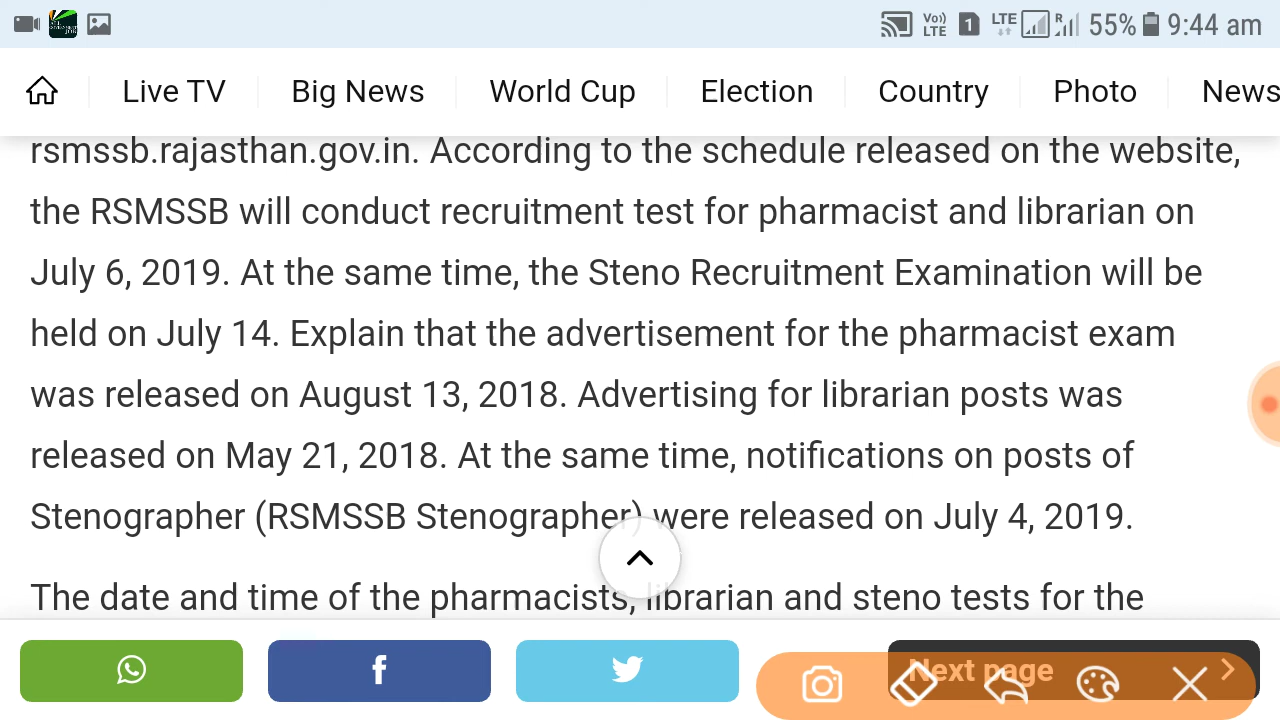 Vo))
LTE
1
LTE
R
55%
9:44 am
Live TV
Big News
World Cup
Election
Country
Photo
News
rsmssb.rajasthan.gov.in. According to the schedule released on the website,
the RSMSSB will conduct recruitment test for pharmacist and librarian on
July 6, 2019. At the same time, the Steno Recruitment Examination will be
held on July 14. Explain that the advertisement for the pharmacist exam
was released on August 13, 2018. Advertising for librarian posts was
released on May 21, 2018. At the same time, notifications on posts of
Stenographer (RSMSSB Stenographer) were released on July 4, 2019.
The date and time of the pharmacists, librarian and steno tests for the
Next page